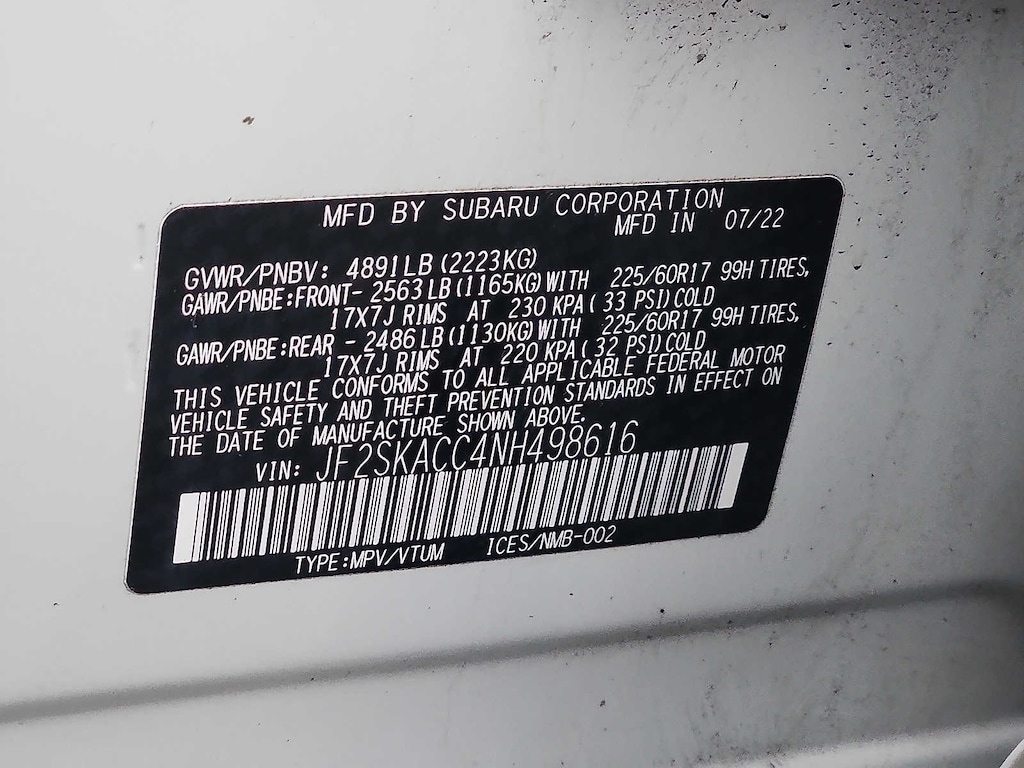 MFD BY SUBARU CORPORATION
MFD IN 07/22
GVWR/PNBV: 4891LB(2223KG)
GAWR/PNBE:FRONT- 2563LB(1165KG)WITH 225/60R17 99H TIRES,
17X7J RIMS AT 230 KPA(33 PSI)COLD
GAWR/PNBE:REAR - 2486LB(1130KG)WITH 225/60R17 99H TIRES,
17X7J RIMS AT 220 KPA(32 PSI)COLD
THIS VEHICLE CONFORMS TO ALL APPLICABLE FEDERAL MOTOR
VEHICLE SAFETY AND THEFT PREVENTION STANDARDS IN EFFECT ON
THE DATE OF MANUFACTURE SHOWN ABOVE.
VIN: JF2SKACC4NH498616
TYPE:MPV/VTUM ICES/NMB-002